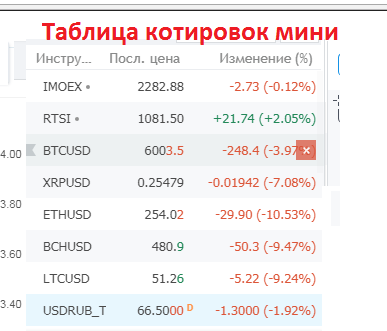 Таблица котировок мини
Инстру... Посл. цена Изменение (%)
IMOEX 2282.88 -2.73 (-0.12%)
RTSI 1081.50 +21.74 (+2.05%)
4.00 BTCUSD 6003.5 -248.4 (-3.97%)
XRPUSD 0.25479 -0.01942 (-7.08%)
3.80 ETHUSD 254.02 -29.90 (-10.53%)
3.60 BCHUSD 480.9 -50.3 (-9.47%)
LTCUSD 51.26 -5.22 (-9.24%)
3.40 USDRUB_T 66.5000 D -1.3000 (-1.92%)